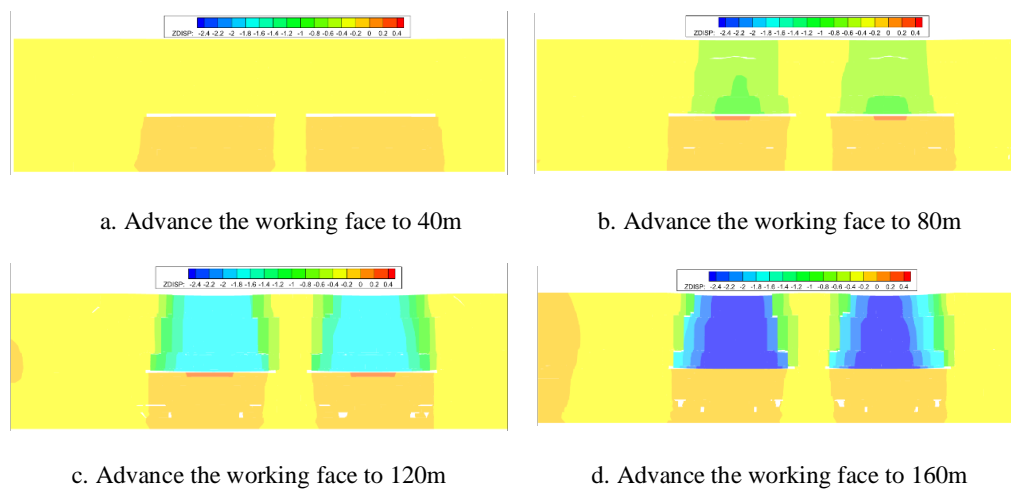 ZDISP: -2.4 -2.2 -2 -1.8 -1.6 -1.4 -1.2 -1 -0.8 -0.6 -0.4 -0.2 0 0.2 0.4
ZDISP: -2.4 -2.2 -2 -1.8 -1.6 -1.4 -1.2 -1 -0.8 -0.6 -0.4 -0.2 0 0.2 0.4
a. Advance the working face to 40m
b. Advance the working face to 80m
ZDISP: -2.4 -2.2 -2 -1.8 -1.6 -1.4 -1.2 -1 -0.8 -0.6 -0.4 -0.2 0 0.2 0.4
ZDISP: -2.4 -2.2 -2 -1.8 -1.6 -1.4 -1.2 -1 -0.8 -0.6 -0.4 -0.2 0 0.2 0.4
c. Advance the working face to 120m
d. Advance the working face to 160m